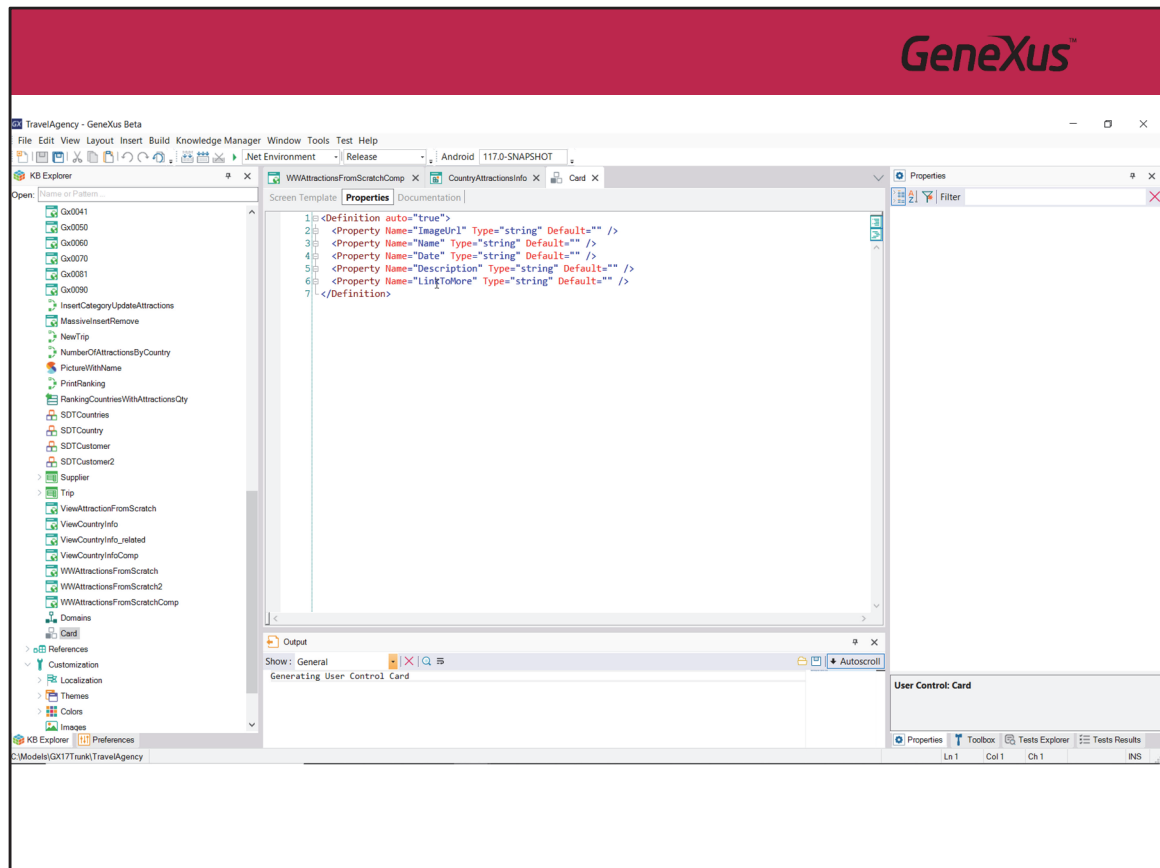 GeneXus™
GX TravelAgency - GeneXus Beta
File Edit View Layout Insert Build Knowledge Manager Window Tools Test Help
.Net Environment Release Android 117.0-SNAPSHOT
KB Explorer
Open: Name or Pattern...
Gx0041
Gx0050
Gx0060
Gx0070
Gx0081
Gx0090
InsertCategoryUpdateAttractions
MassiveInsertRemove
NewTrip
NumberOfAttractionsByCountry
PictureWithName
PrintRanking
RankingCountriesWithAttractionsQty
SDTCountries
SDTCountry
SDTCustomer
SDTCustomer2
Supplier
Trip
ViewAttractionFromScratch
ViewCountryInfo
ViewCountryInfo_related
ViewCountryInfoComp
WWAttractionsFromScratch
WWAttractionsFromScratch2
WWAttractionsFromScratchComp
Domains
Card
References
Customization
Localization
Themes
Colors
Images
KB Explorer Preferences
WWAttractionsFromScratchComp CountryAttractionsInfo Card
Screen Template Properties Documentation
1 <Definition auto="true">
2 <Property Name="ImageUrl" Type="string" Default="" />
3 <Property Name="Name" Type="string" Default="" />
4 <Property Name="Date" Type="string" Default="" />
5 <Property Name="Description" Type="string" Default="" />
6 <Property Name="LinkToMore" Type="string" Default="" />
7 </Definition>
Output
Show: General Autoscroll
Generating User Control Card
Properties
Filter
User Control: Card
Properties Toolbox Tests Explorer Tests Results
C:\Models\GX17Trunk\TravelAgency Ln 1 Col 1 Ch 1 INS